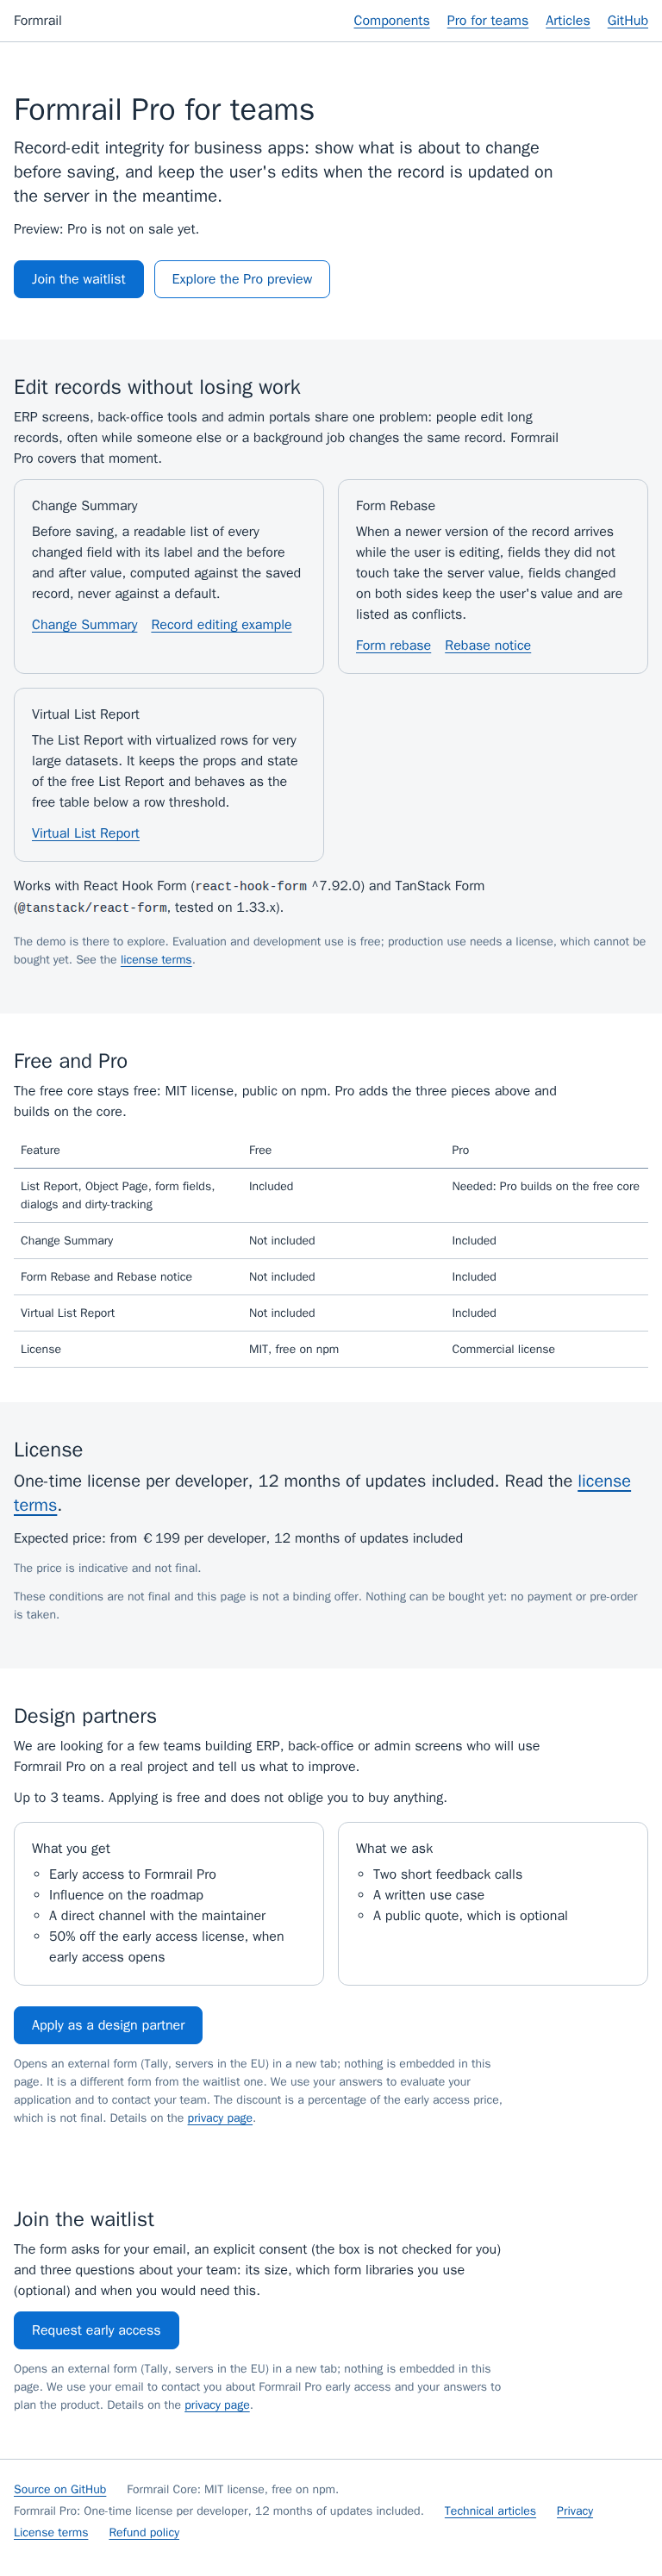 Formrail
Components Pro for teams Articles GitHub
Formrail Pro for teams
Record-edit integrity for business apps: show what is about to change
before saving, and keep the user's edits when the record is updated on
the server in the meantime.
Preview: Pro is not on sale yet.
Join the waitlist
Explore the Pro preview
Edit records without losing work
ERP screens, back-office tools and admin portals share one problem: people edit long
records, often while someone else or a background job changes the same record. Formrail
Pro covers that moment.
Change Summary
Before saving, a readable list of every
changed field with its label and the before
and after value, computed against the saved
record, never against a default.
Change Summary Record editing example
Form Rebase
When a newer version of the record arrives
while the user is editing, fields they did not
touch take the server value, fields changed
on both sides keep the user's value and are
listed as conflicts.
Form rebase Rebase notice
Virtual List Report
The List Report with virtualized rows for very
large datasets. It keeps the props and state
of the free List Report and behaves as the
free table below a row threshold.
Virtual List Report
Works with React Hook Form (react-hook-form ^7.92.0) and TanStack Form
(@tanstack/react-form, tested on 1.33.x).
The demo is there to explore. Evaluation and development use is free; production use needs a license, which cannot be
bought yet. See the license terms.
Free and Pro
The free core stays free: MIT license, public on npm. Pro adds the three pieces above and
builds on the core.
Feature Free Pro
List Report, Object Page, form fields,
dialogs and dirty-tracking
Included
Needed: Pro builds on the free core
Change Summary Not included Included
Form Rebase and Rebase notice Not included Included
Virtual List Report Not included Included
License MIT, free on npm Commercial license
License
One-time license per developer, 12 months of updates included. Read the license
terms.
Expected price: from €199 per developer, 12 months of updates included
The price is indicative and not final.
These conditions are not final and this page is not a binding offer. Nothing can be bought yet: no payment or pre-order
is taken.
Design partners
We are looking for a few teams building ERP, back-office or admin screens who will use
Formrail Pro on a real project and tell us what to improve.
Up to 3 teams. Applying is free and does not oblige you to buy anything.
What you get
Early access to Formrail Pro
Influence on the roadmap
A direct channel with the maintainer
50% off the early access license, when
early access opens
What we ask
Two short feedback calls
A written use case
A public quote, which is optional
Apply as a design partner
Opens an external form (Tally, servers in the EU) in a new tab; nothing is embedded in this
page. It is a different form from the waitlist one. We use your answers to evaluate your
application and to contact your team. The discount is a percentage of the early access price,
which is not final. Details on the privacy page.
Join the waitlist
The form asks for your email, an explicit consent (the box is not checked for you)
and three questions about your team: its size, which form libraries you use
(optional) and when you would need this.
Request early access
Opens an external form (Tally, servers in the EU) in a new tab; nothing is embedded in this
page. We use your email to contact you about Formrail Pro early access and your answers to
plan the product. Details on the privacy page.
Source on GitHub Formrail Core: MIT license, free on npm.
Formrail Pro: One-time license per developer, 12 months of updates included. Technical articles Privacy
License terms Refund policy